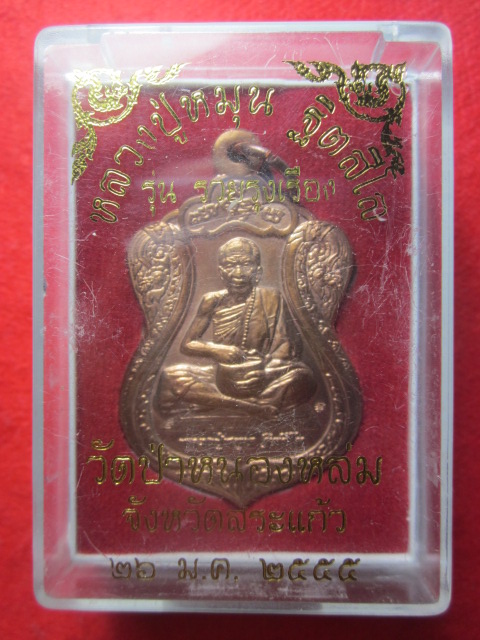 หลวงปู่หมุน ฐิตสีโล
รุ่น รวยรุ่งเรือง
วัดป่าหนองหล่ม
จังหวัดสระแก้ว
๒๖ ม.ค. ๒๕๕๕